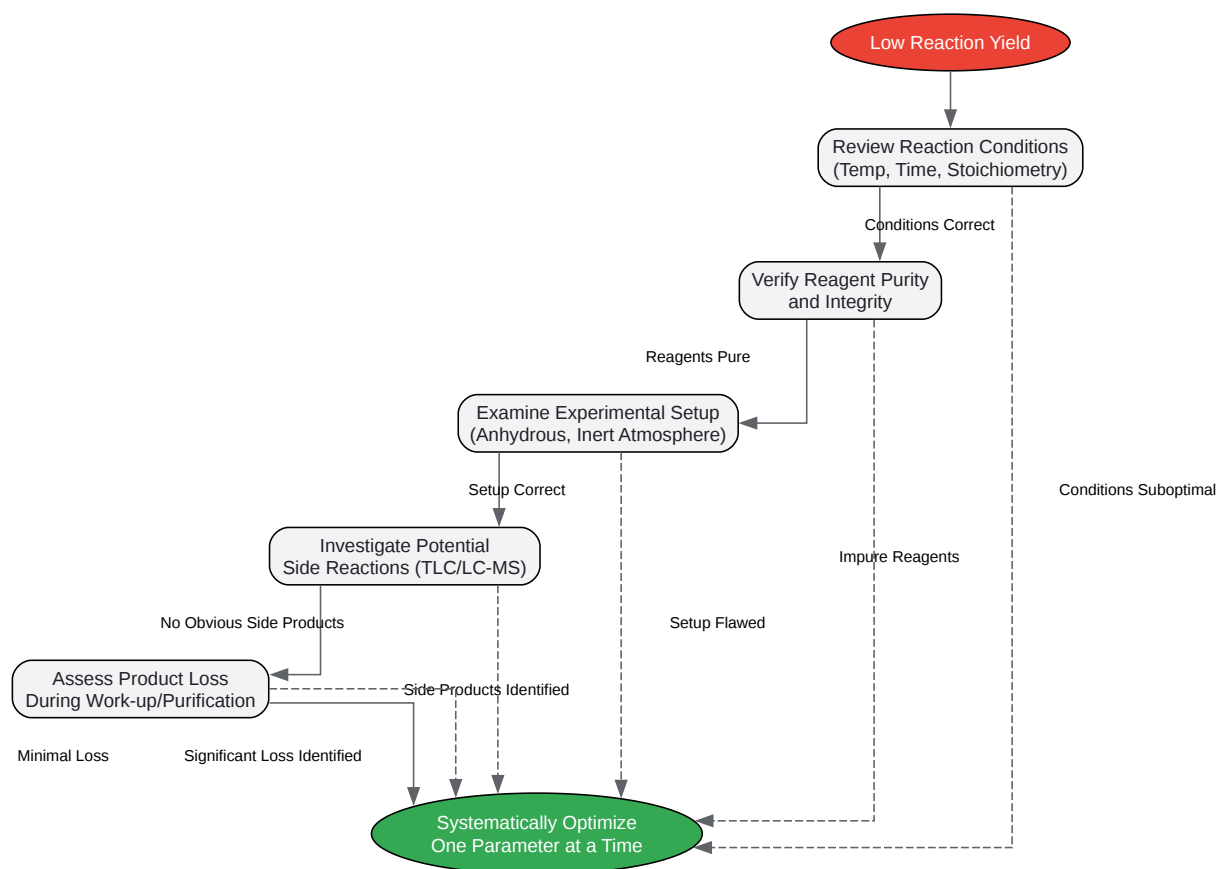 Low Reaction Yield
Review Reaction Conditions
(Temp, Time, Stoichiometry)
Conditions Correct
Verify Reagent Purity
and Integrity
Reagents Pure
Examine Experimental Setup
(Anhydrous, Inert Atmosphere)
Setup Correct
Conditions Suboptimal
Investigate Potential
Side Reactions (TLC/LC-MS)
Impure Reagents
No Obvious Side Products
Setup Flawed
Assess Product Loss
During Work-up/Purification
Side Products Identified
Minimal Loss
Significant Loss Identified
Systematically Optimize
One Parameter at a Time